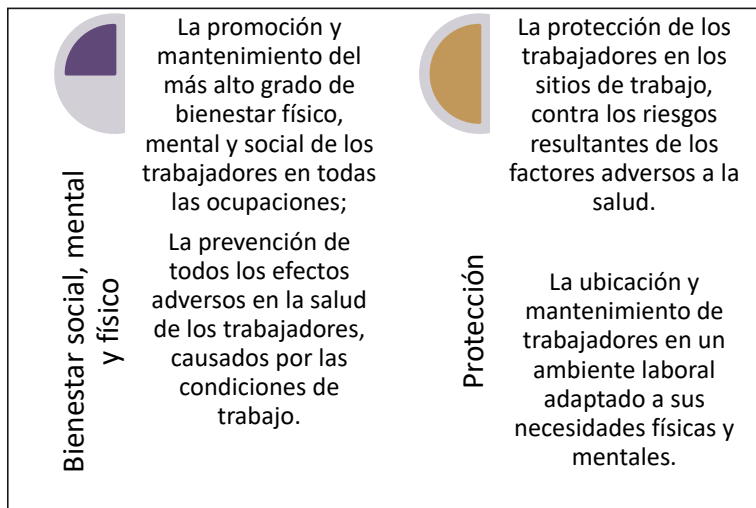 Bienestar social, mental
y físico
La promoción y
mantenimiento del
más alto grado de
bienestar físico,
mental y social de los
trabajadores en todas
las ocupaciones;
La prevención de
todos los efectos
adversos en la salud
de los trabajadores,
causados por las
condiciones de
trabajo.
Protección
La protección de los
trabajadores en los
sitios de trabajo,
contra los riesgos
resultantes de los
factores adversos a la
salud.
La ubicación y
mantenimiento de
trabajadores en un
ambiente laboral
adaptado a sus
necesidades físicas y
mentales.